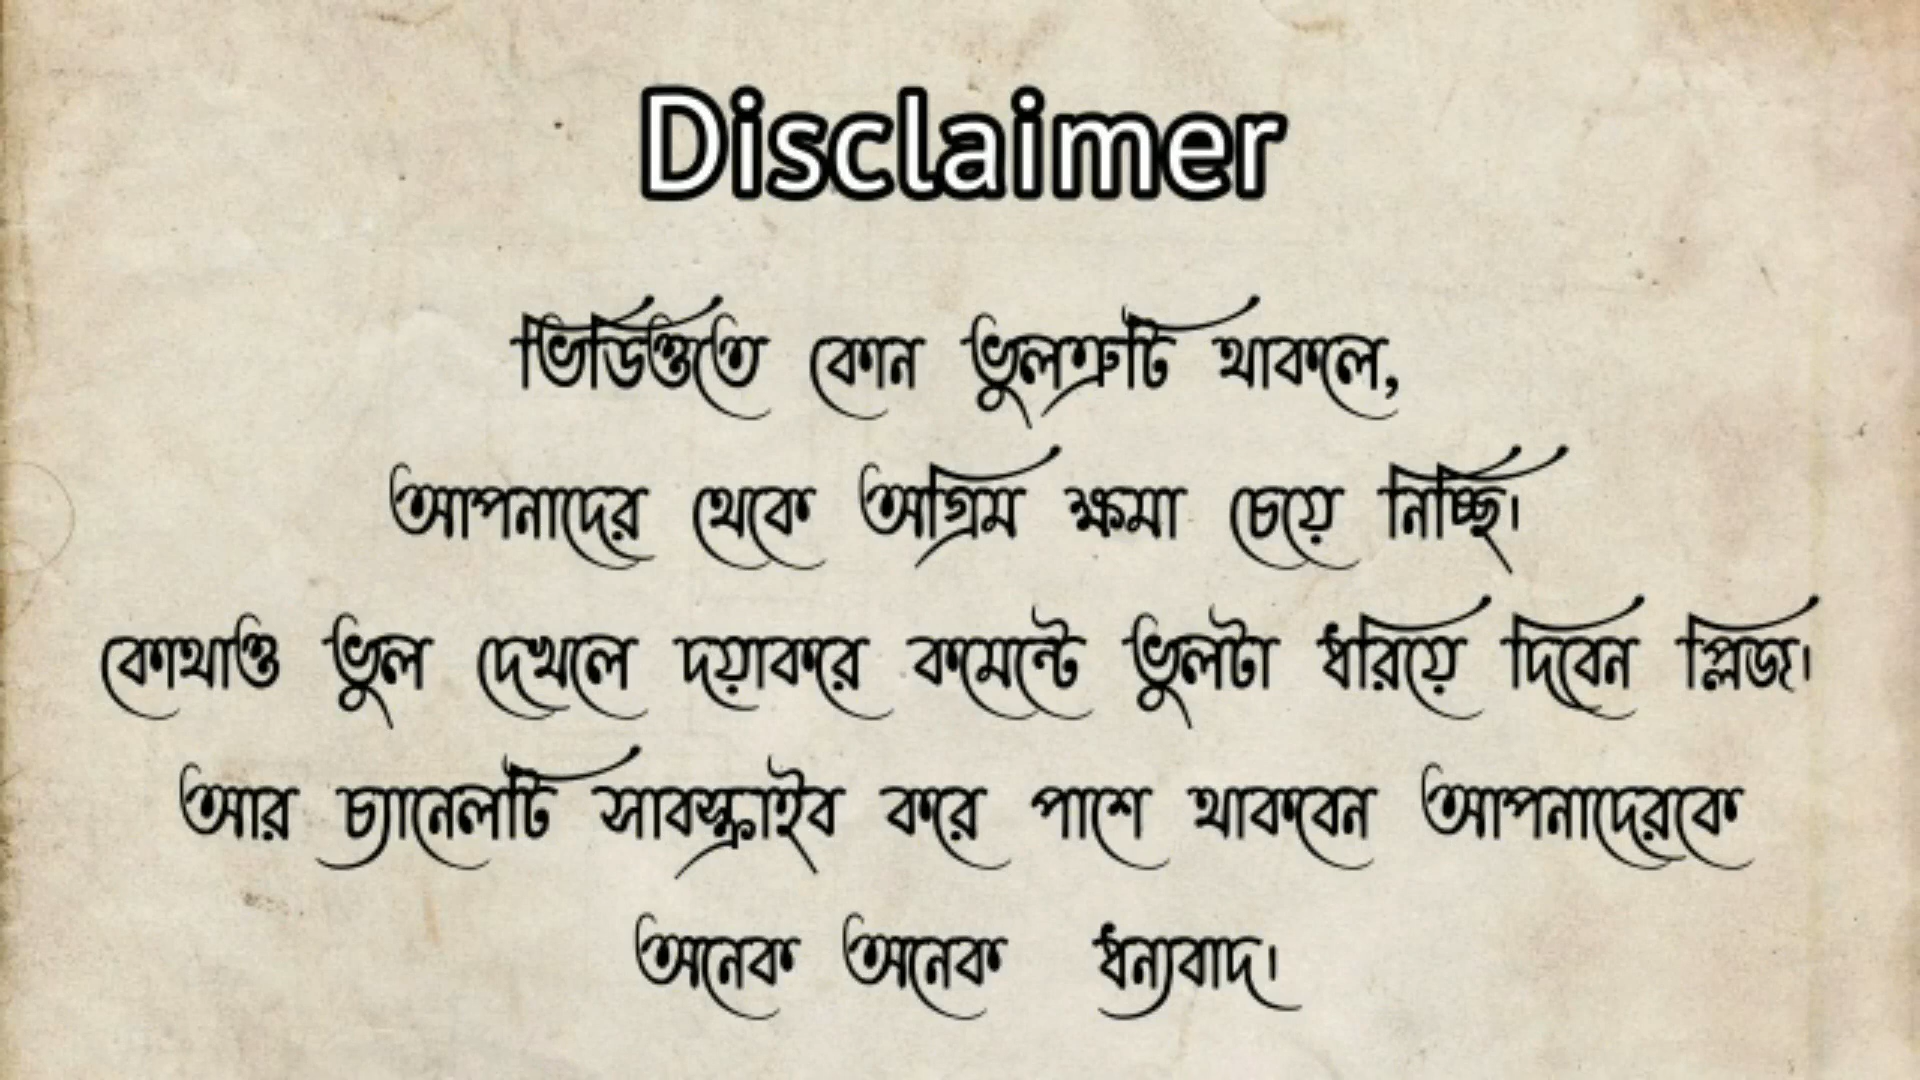 Disclaimer
ভিডিওতে কোন ভুলত্রুটি থাকলে,
আপনাদের থেকে অগ্রিম ক্ষমা চেয়ে নিচ্ছি।
কোথাও ভুল দেখলে দয়াকরে কমেন্টে ভুলটা ধরিয়ে দিবেন প্লিজ।
আর চ্যানেলটি সাবস্ক্রাইব করে পাশে থাকবেন আপনাদেরকে
অনেক অনেক ধন্যবাদ।